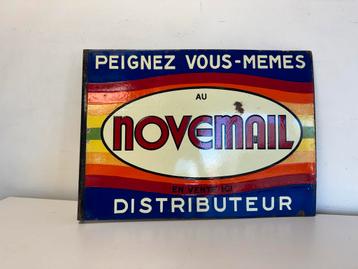 PEIGNEZ VOUS-MEMES
AU
NOVEMAIL
EN VENTE ICI
DISTRIBUTEUR